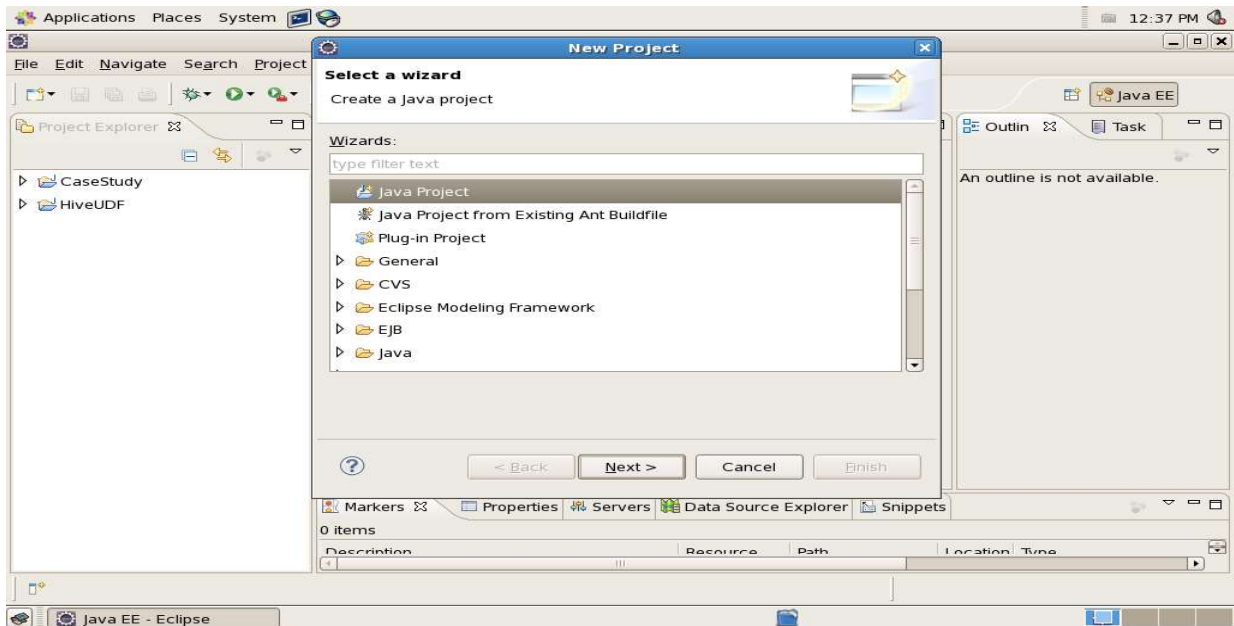 Applications Places System
12:37 PM
New Project
File Edit Navigate Search Project
Select a wizard
Create a Java project
Java EE
Project Explorer
Outlin
Task
Wizards:
type filter text
An outline is not available.
CaseStudy
HiveUDF
Java Project
Java Project from Existing Ant Buildfile
Plug-in Project
General
CVS
Eclipse Modeling Framework
EJB
Java
?
< Back
Next >
Cancel
Finish
Markers
Properties
Servers
Data Source Explorer
Snippets
0 items
Description
Resource
Path
Location
Type
Java EE - Eclipse